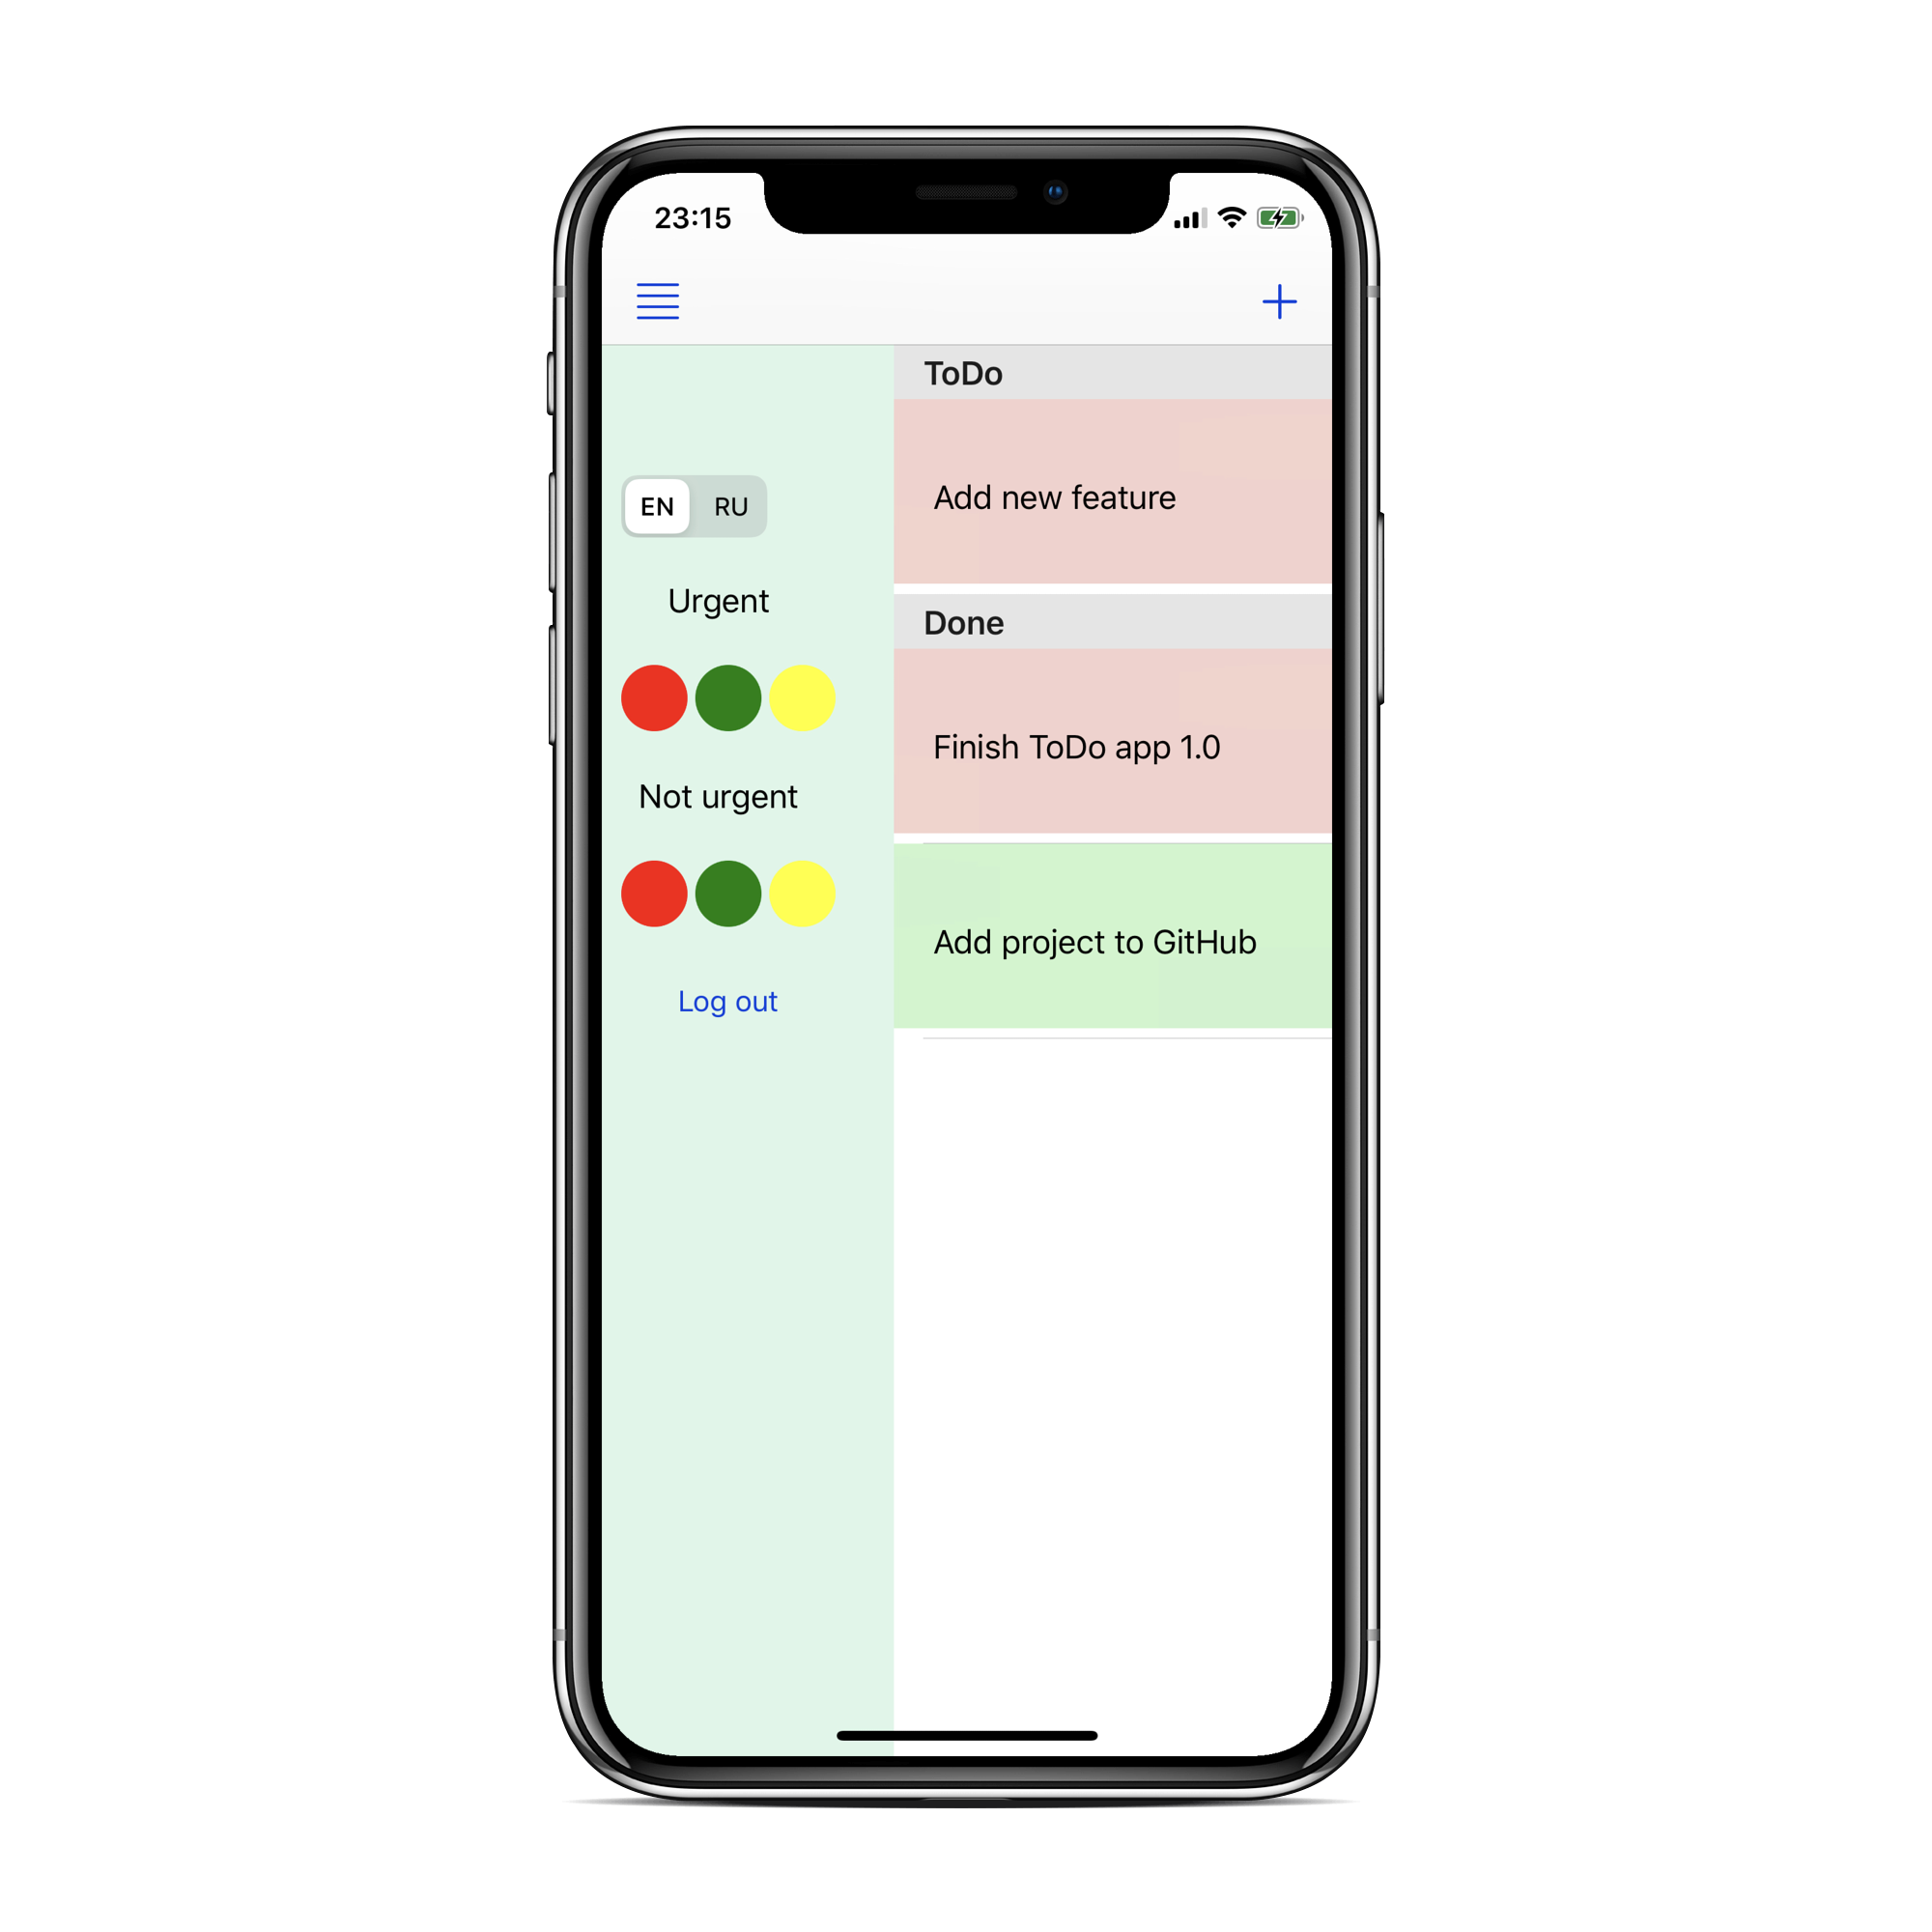 23:15
EN RU
Urgent
Not urgent
Log out
ToDo
Add new feature
Done
Finish ToDo app 1.0
Add project to GitHub